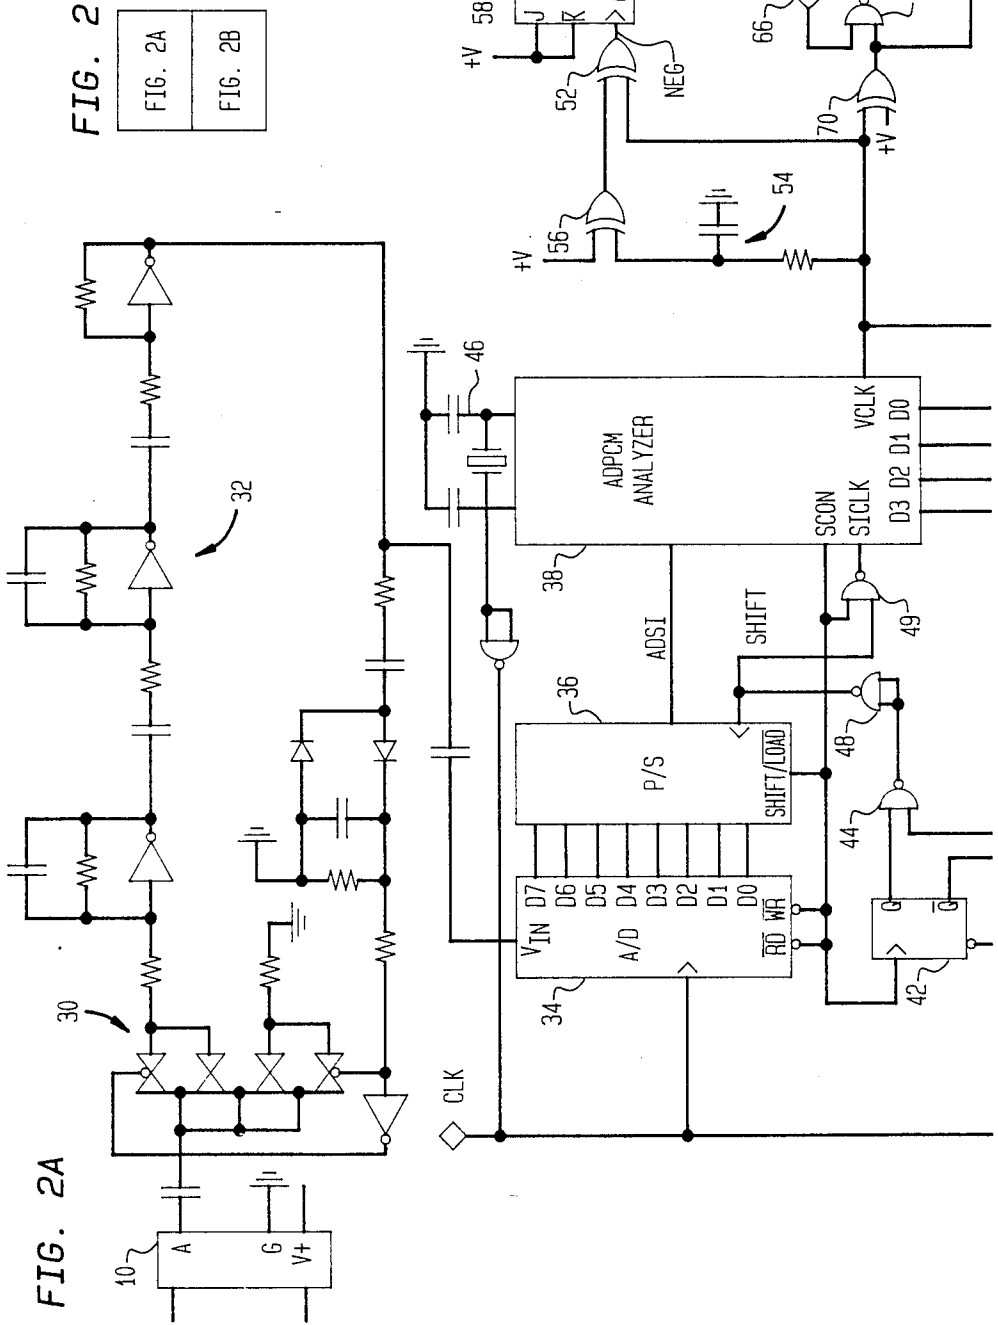 FIG. 2A
FIG. 2
FIG. 2A
FIG. 2B
10
A
G
V+
30
32
CLK
34
VIN
A/D
D7
D6
D5
D4
D3
D2
D1
D0
RD
WR
36
P/S
SHIFT/LOAD
ADSI
SHIFT
38
ADPCM
ANALYZER
SCON
SICLK
VCLK
D3
D2
D1
D0
46
42
Q
Q
44
48
49
+V
56
54
52
NEG
+V
58
J
K
70
+V
66